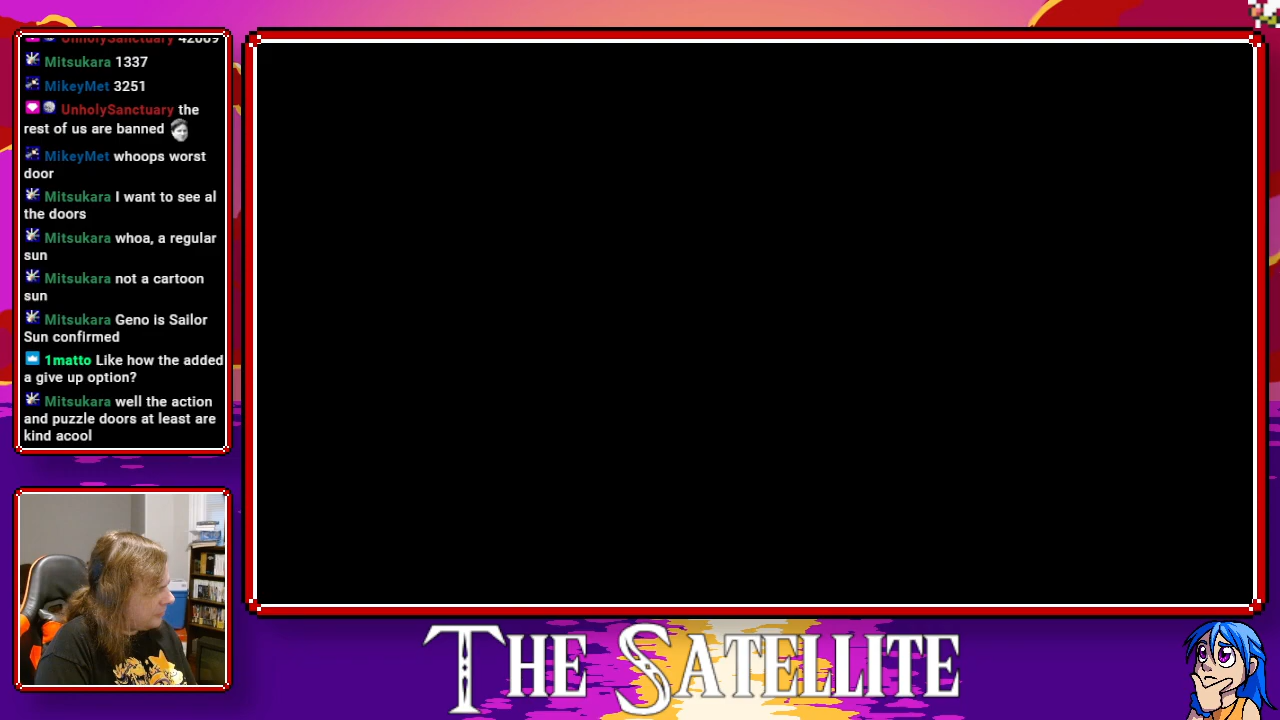 UnholySanctuary 42069
Mitsukara 1337
MikeyMet 3251
UnholySanctuary the
rest of us are banned
MikeyMet whoops worst
door
Mitsukara I want to see al
the doors
Mitsukara whoa, a regular
sun
Mitsukara not a cartoon
sun
Mitsukara Geno is Sailor
Sun confirmed
1matto Like how the added
a give up option?
Mitsukara well the action
and puzzle doors at least are
kind acool
THE SATELLITE